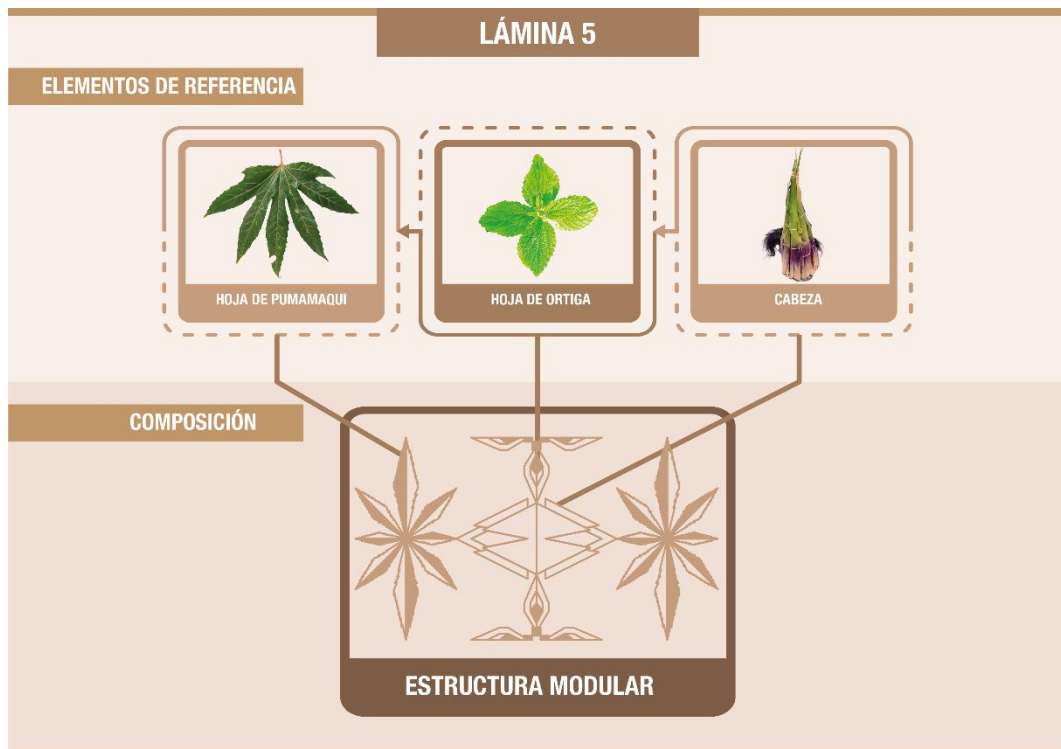 LÁMINA 5
ELEMENTOS DE REFERENCIA
HOJA DE PUMAMAQUI
HOJA DE ORTIGA
CABEZA
COMPOSICIÓN
ESTRUCTURA MODULAR